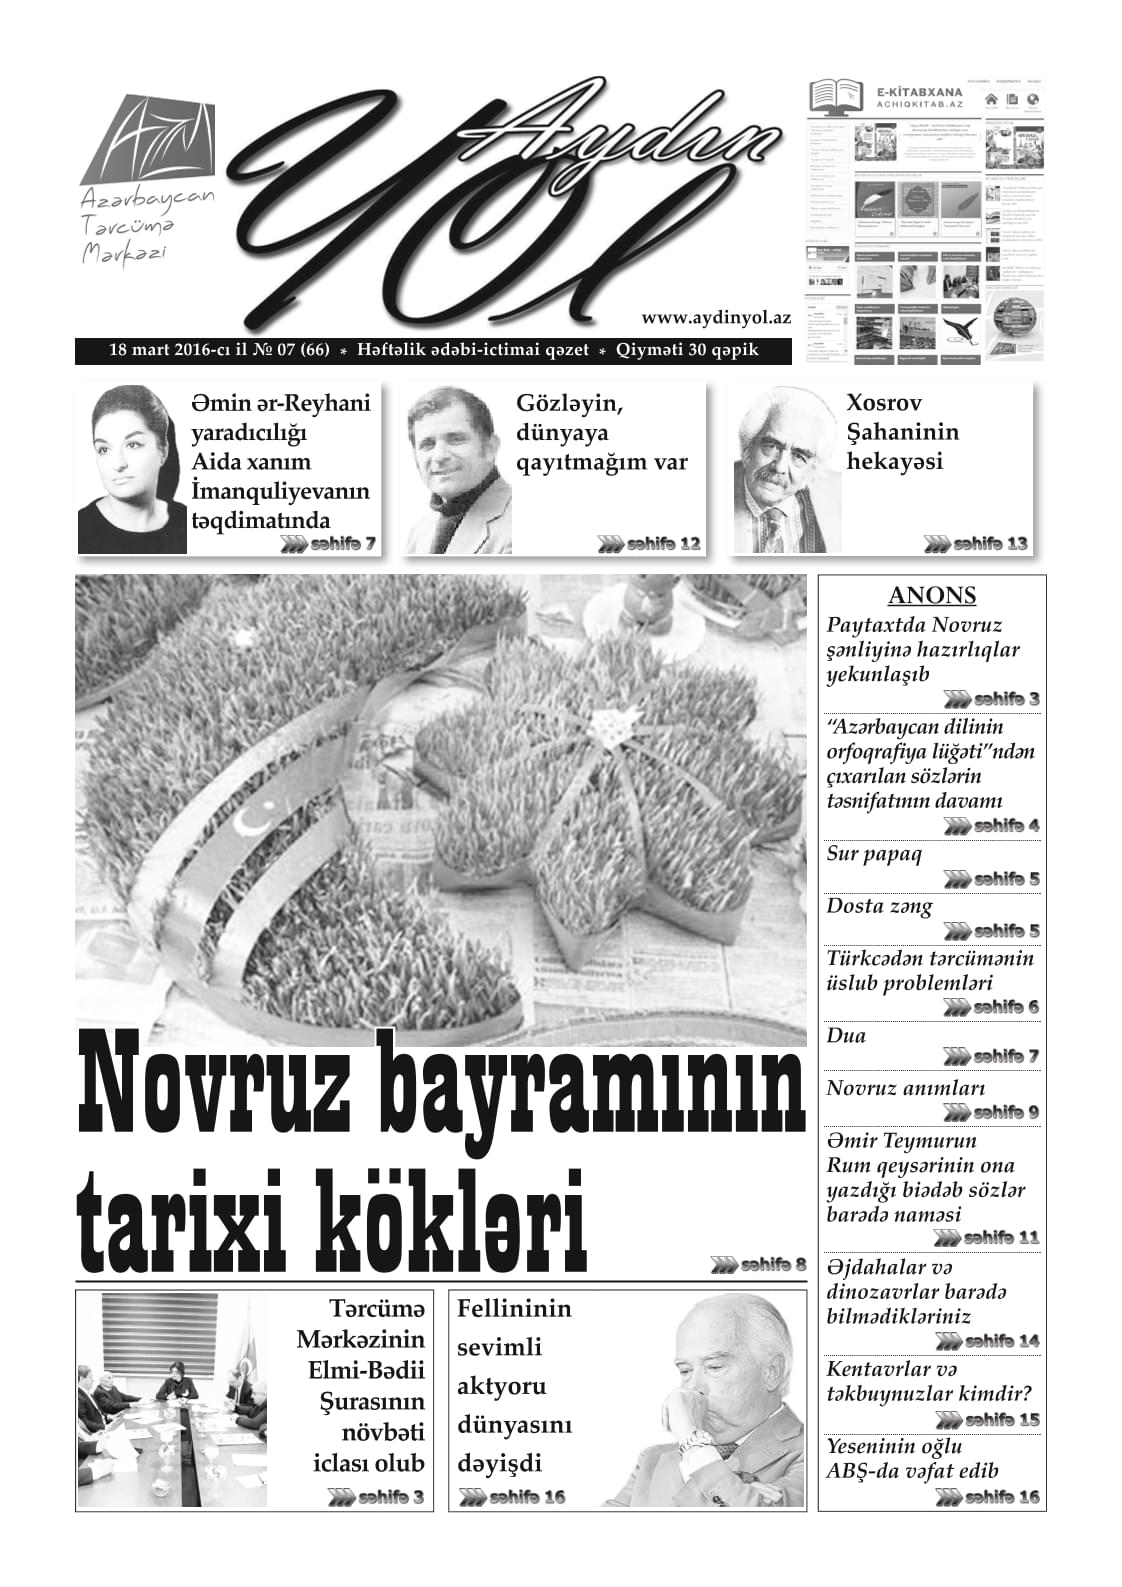 Azərbaycan
Tərcümə
Mərkəzi
Aydın
Yol
www.aydinyol.az
E-KİTABXANA
ACHIQKITAB.AZ
18 mart 2016-cı il № 07 (66) * Həftəlik ədəbi-ictimai qəzet * Qiyməti 30 qəpik
Əmin ər-Reyhani
yaradıcılığı
Aida xanım
İmanquliyevanın
təqdimatında
səhifə 7
Gözləyin,
dünyaya
qayıtmağım var
səhifə 12
Xosrov
Şahaninin
hekayəsi
səhifə 13
Novruz bayramının
tarixi kökləri
səhifə 8
Tərcümə
Mərkəzinin
Elmi-Bədii
Şurasının
növbəti
iclası olub
səhifə 3
Fellininin
sevimli
aktyoru
dünyasını
dəyişdi
səhifə 16
ANONS
Paytaxtda Novruz
şənliyinə hazırlıqlar
yekunlaşıb
səhifə 3
“Azərbaycan dilinin
orfoqrafiya lüğəti”ndən
çıxarılan sözlərin
təsnifatının davamı
səhifə 4
Sur papaq
səhifə 5
Dosta zəng
səhifə 5
Türkcədən tərcümənin
üslub problemləri
səhifə 6
Dua
səhifə 7
Novruz anımları
səhifə 9
Əmir Teymurun
Rum qeysərinin ona
yazdığı biədəb sözlər
barədə naməsi
səhifə 11
Əjdahalar və
dinozavrlar barədə
bilmədikləriniz
səhifə 14
Kentavrlar və
təkbuynuzlar kimdir?
səhifə 15
Yeseninin oğlu
ABŞ-da vəfat edib
səhifə 16